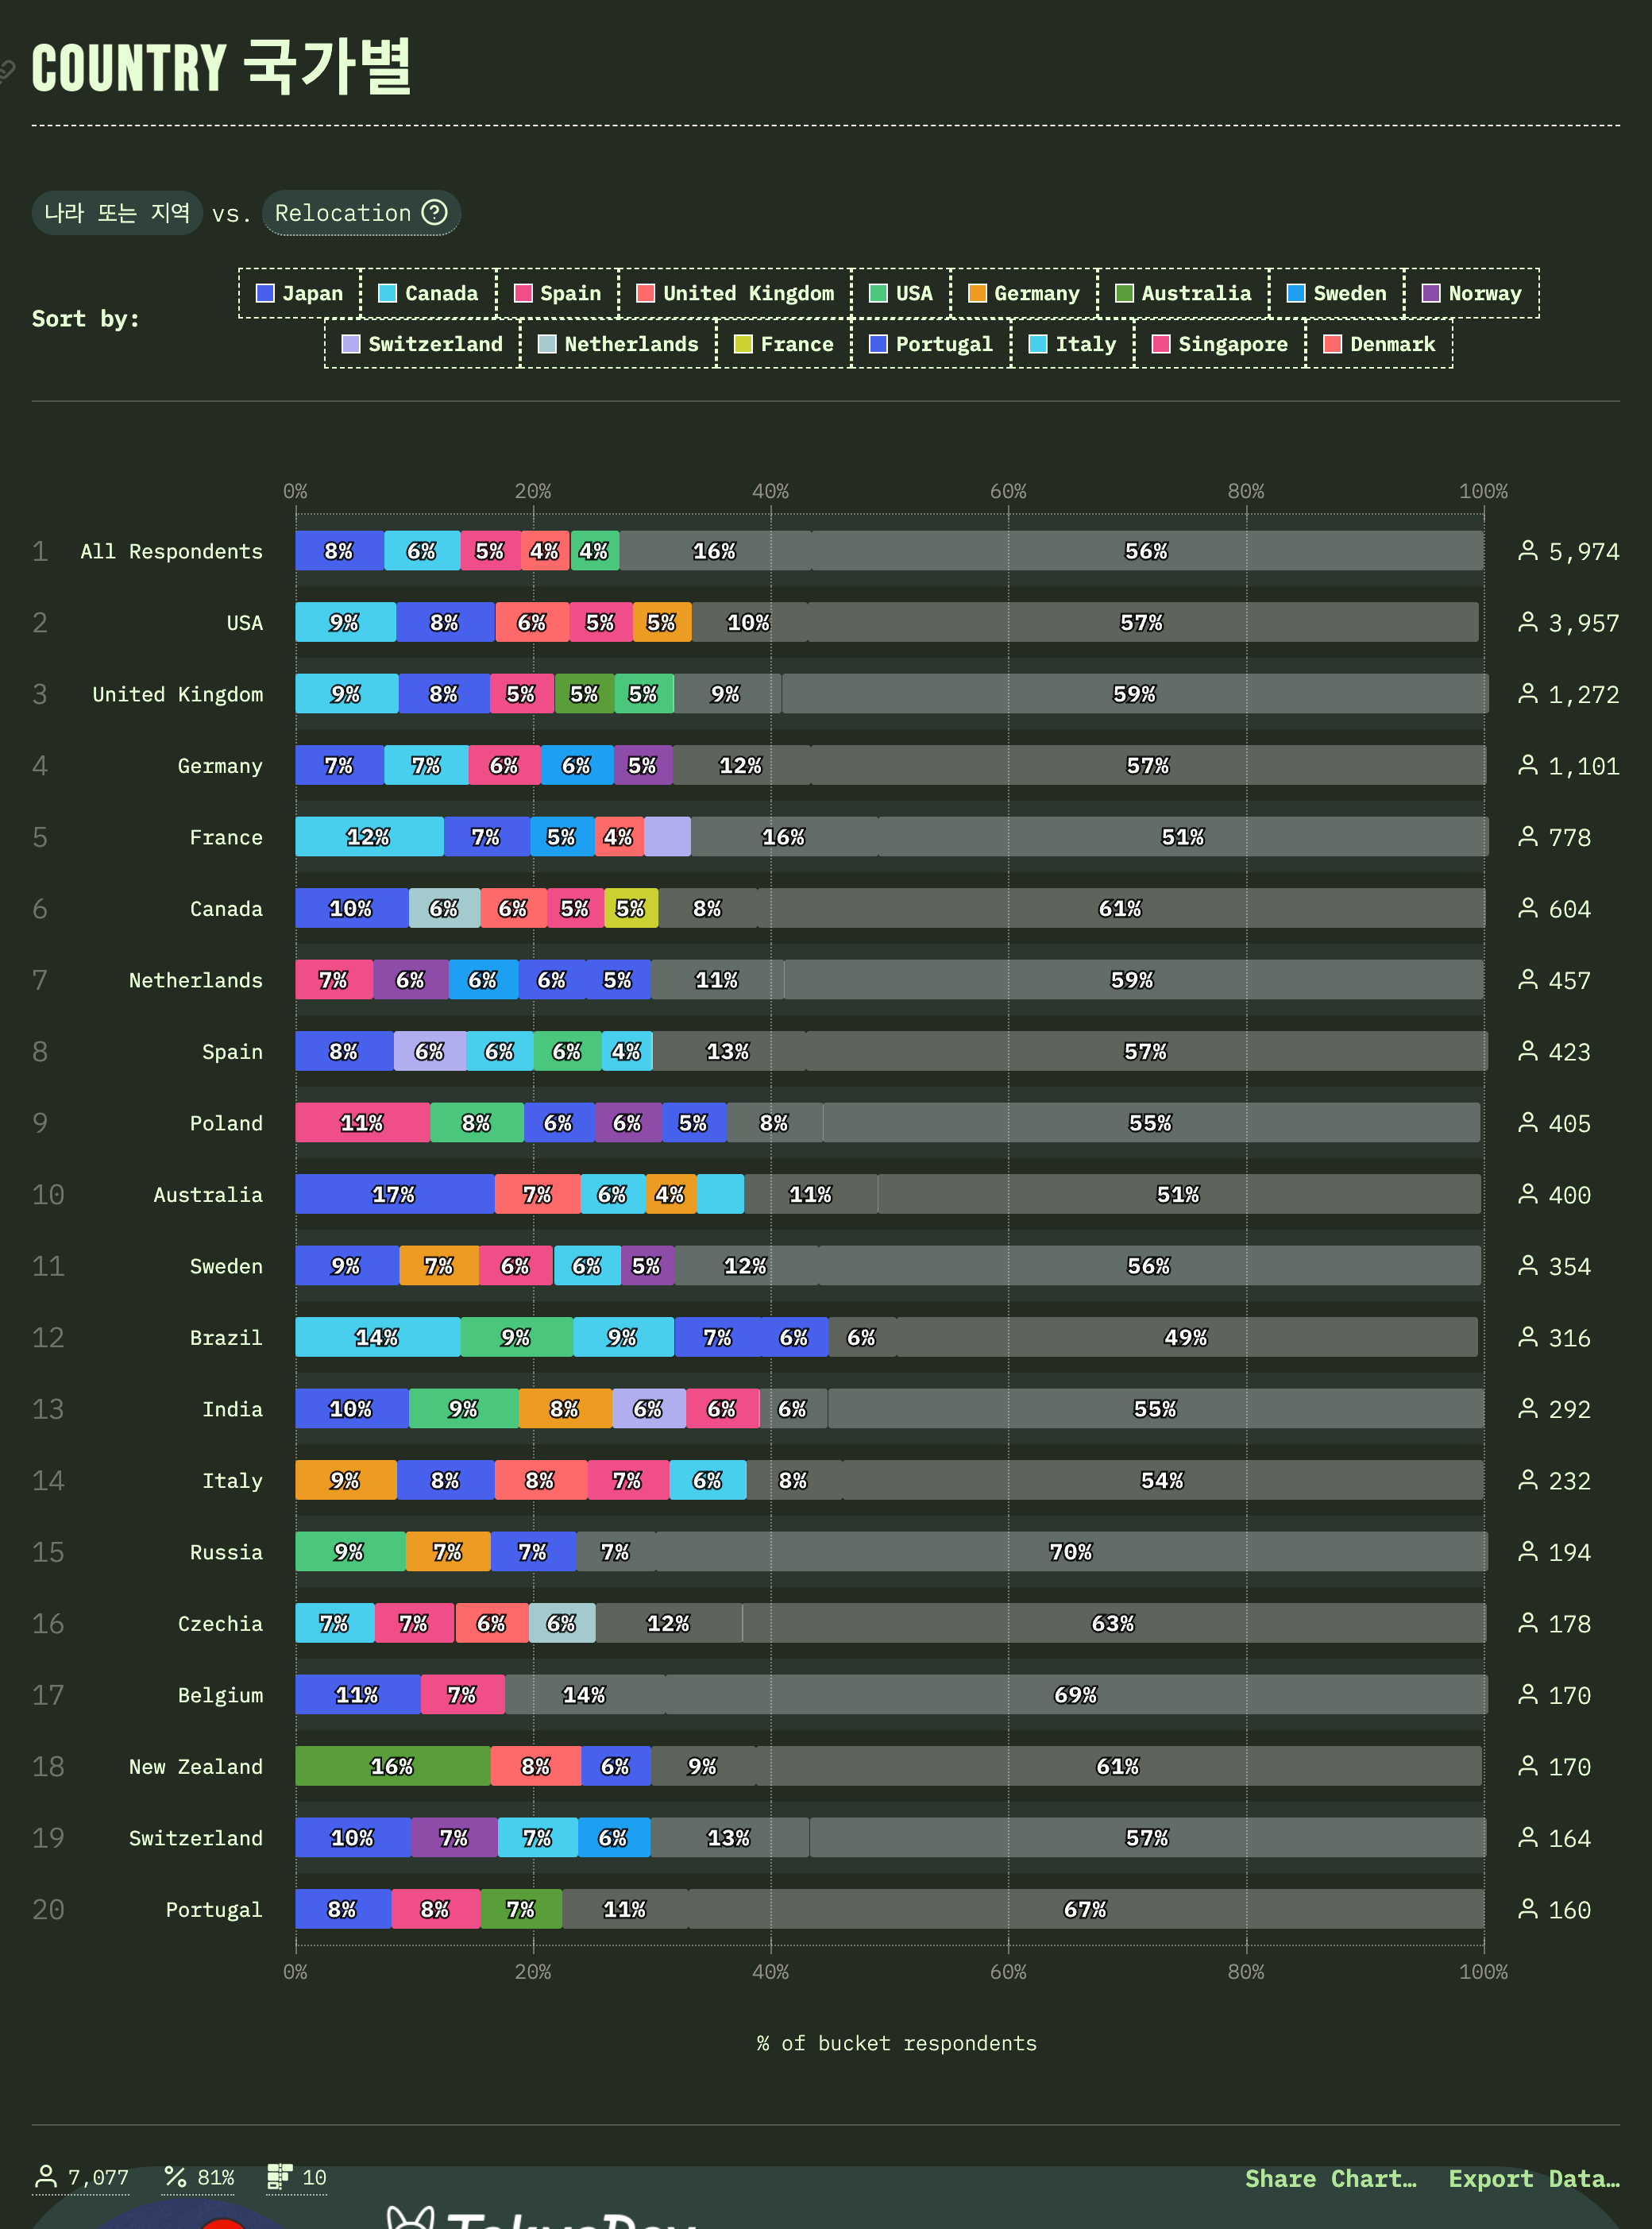 COUNTRY 국가별
나라 또는 지역 vs. Relocation ?
Sort by:
Japan Canada Spain United Kingdom USA Germany Australia Sweden Norway
Switzerland Netherlands France Portugal Italy Singapore Denmark
0% 20% 40% 60% 80% 100%
1 All Respondents 8% 6% 5% 4% 4% 16% 56% 5,974
2 USA 9% 8% 6% 5% 5% 10% 57% 3,957
3 United Kingdom 9% 8% 5% 5% 5% 9% 59% 1,272
4 Germany 7% 7% 6% 6% 5% 12% 57% 1,101
5 France 12% 7% 5% 4% 16% 51% 778
6 Canada 10% 6% 6% 5% 5% 8% 61% 604
7 Netherlands 7% 6% 6% 6% 5% 11% 59% 457
8 Spain 8% 6% 6% 6% 4% 13% 57% 423
9 Poland 11% 8% 6% 6% 5% 8% 55% 405
10 Australia 17% 7% 6% 4% 11% 51% 400
11 Sweden 9% 7% 6% 6% 5% 12% 56% 354
12 Brazil 14% 9% 9% 7% 6% 6% 49% 316
13 India 10% 9% 8% 6% 6% 6% 55% 292
14 Italy 9% 8% 8% 7% 6% 8% 54% 232
15 Russia 9% 7% 7% 7% 70% 194
16 Czechia 7% 7% 6% 6% 12% 63% 178
17 Belgium 11% 7% 14% 69% 170
18 New Zealand 16% 8% 6% 9% 61% 170
19 Switzerland 10% 7% 7% 6% 13% 57% 164
20 Portugal 8% 8% 7% 11% 67% 160
0% 20% 40% 60% 80% 100%
% of bucket respondents
7,077 81% 10 Share Chart… Export Data…
TokyoDev